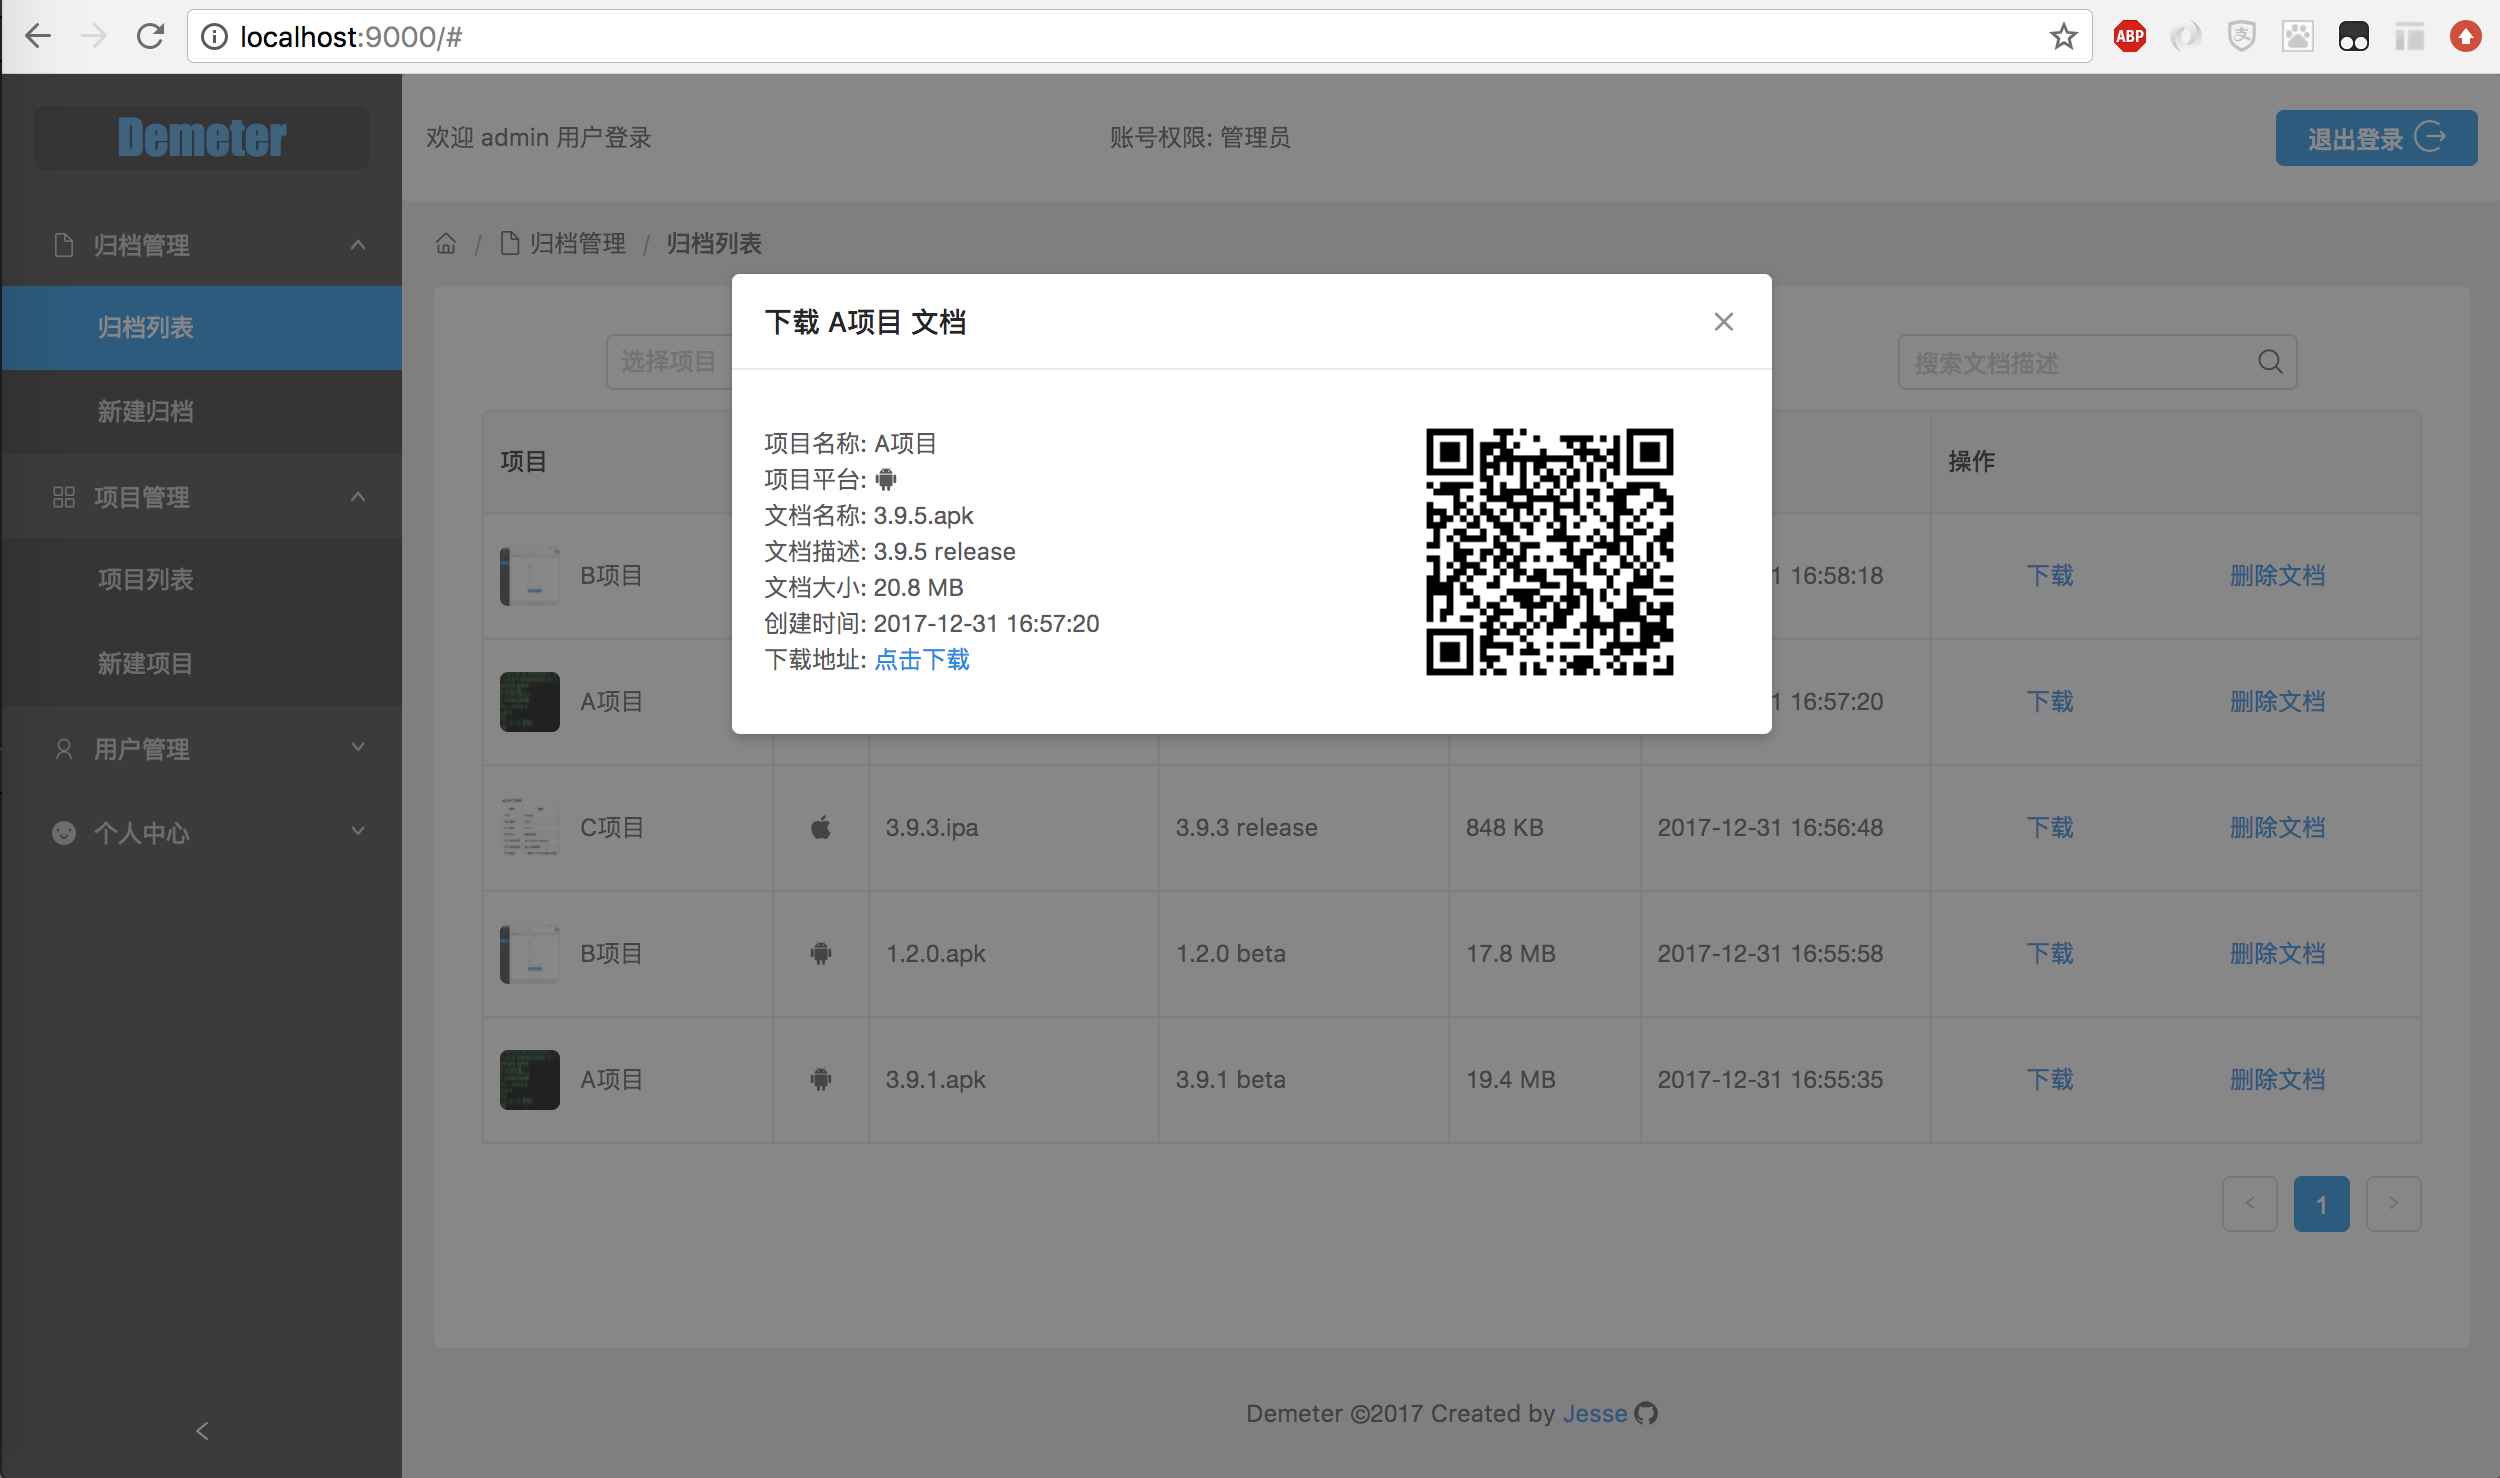 localhost:9000/#
ABP
支
Demeter
欢迎 admin 用户登录
账号权限: 管理员
退出登录
归档管理
归档列表
新建归档
项目管理
项目列表
新建项目
用户管理
个人中心
/ 归档管理 / 归档列表
选择项目
搜索文档描述
下载 A项目 文档
项目名称: A项目
项目平台:
文档名称: 3.9.5.apk
文档描述: 3.9.5 release
文档大小: 20.8 MB
创建时间: 2017-12-31 16:57:20
下载地址: 点击下载
项目 操作
B项目 1 16:58:18 下载 删除文档
A项目 1 16:57:20 下载 删除文档
C项目 3.9.3.ipa 3.9.3 release 848 KB 2017-12-31 16:56:48 下载 删除文档
B项目 1.2.0.apk 1.2.0 beta 17.8 MB 2017-12-31 16:55:58 下载 删除文档
A项目 3.9.1.apk 3.9.1 beta 19.4 MB 2017-12-31 16:55:35 下载 删除文档
< 1 >
Demeter ©2017 Created by Jesse